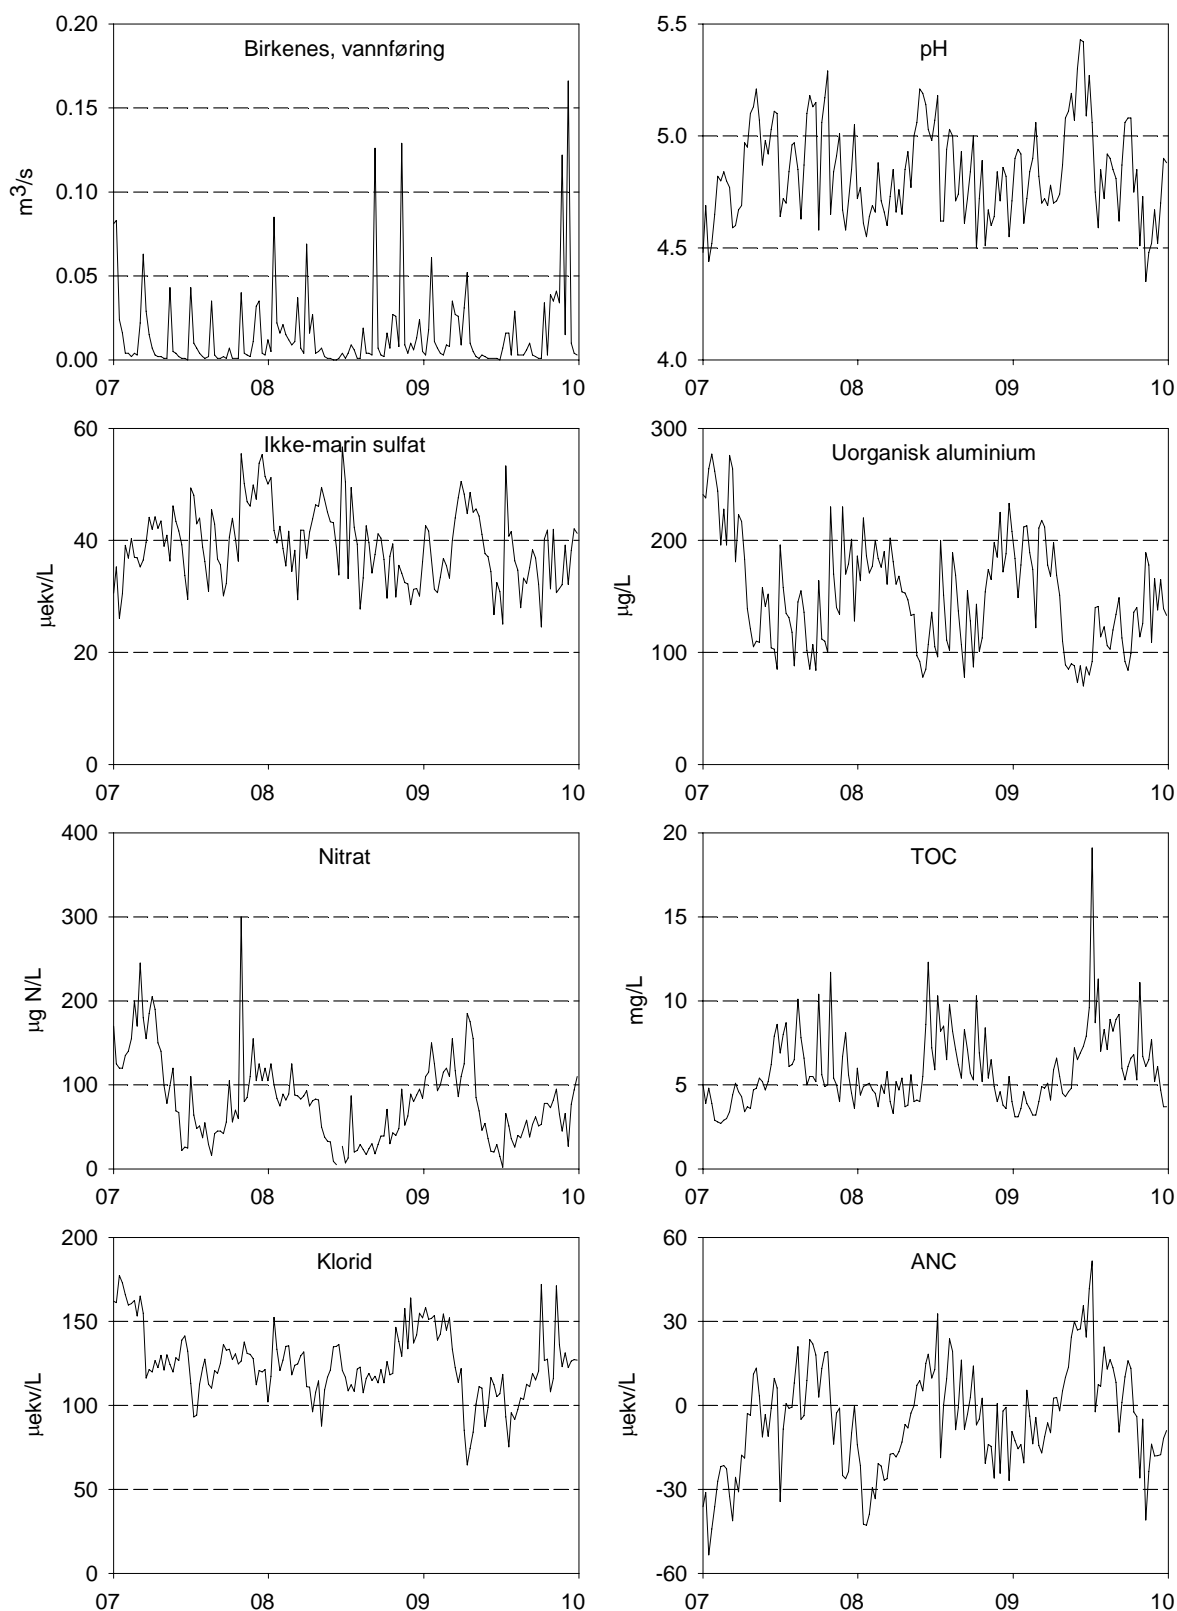 Birkenes, vannføring
m³/s
0.20
0.15
0.10
0.05
0.00
07 08 09 10
pH
5.5
5.0
4.5
4.0
07 08 09 10
Ikke-marin sulfat
µekv/L
60
40
20
0
07 08 09 10
Uorganisk aluminium
µg/L
300
200
100
0
07 08 09 10
Nitrat
µg N/L
400
300
200
100
0
07 08 09 10
TOC
mg/L
20
15
10
5
0
07 08 09 10
Klorid
µekv/L
200
150
100
50
0
07 08 09 10
ANC
µekv/L
60
30
0
-30
-60
07 08 09 10